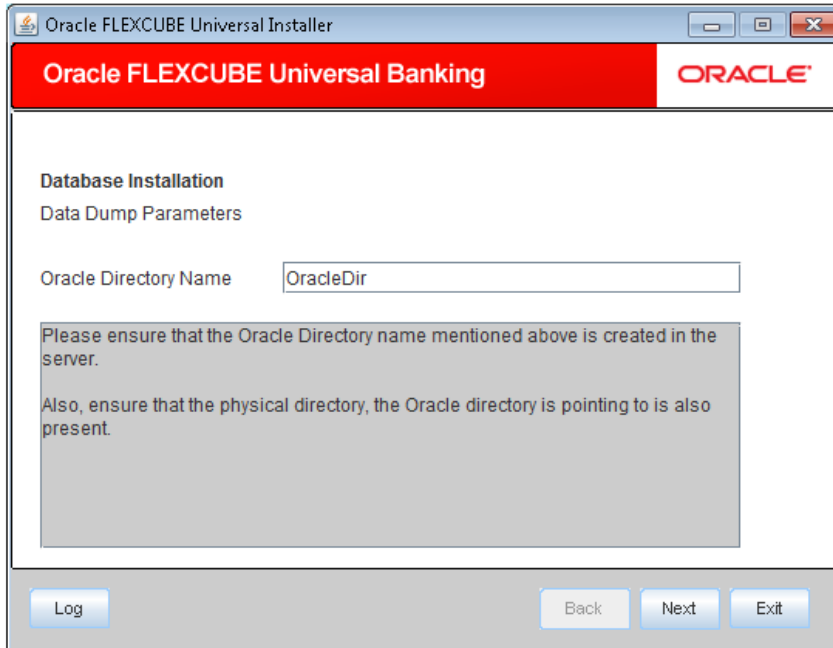 Oracle FLEXCUBE Universal Installer
Oracle FLEXCUBE Universal Banking
ORACLE
Database Installation
Data Dump Parameters
Oracle Directory Name
OracleDir
Please ensure that the Oracle Directory name mentioned above is created in the
server.
Also, ensure that the physical directory, the Oracle directory is pointing to is also
present.
Log
Back
Next
Exit